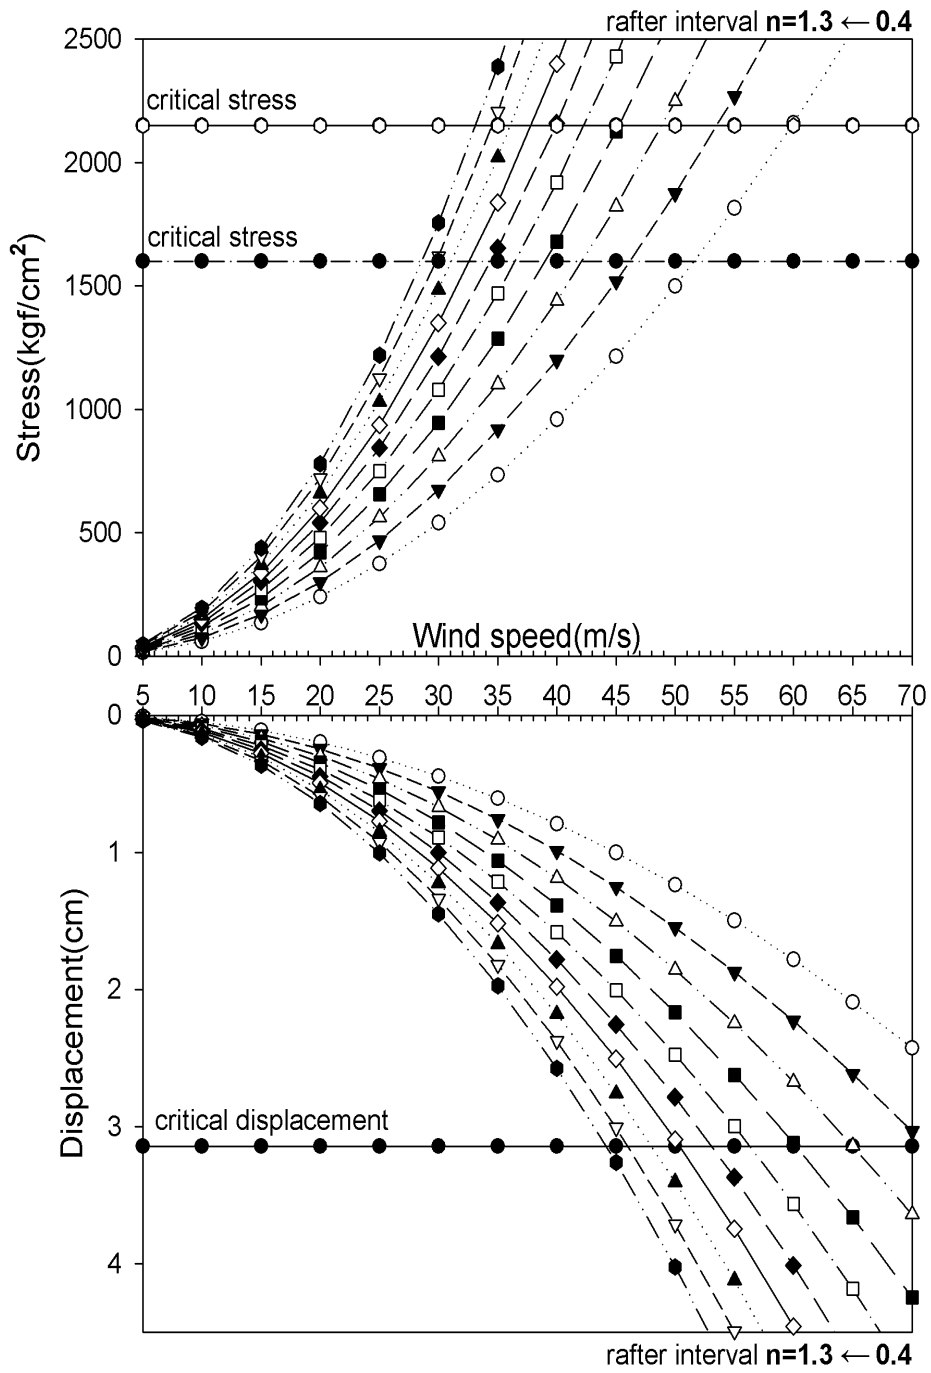 rafter interval n=1.3 ← 0.4
2500
critical stress
2000
critical stress
1500
Stress(kgf/cm²)
1000
500
Wind speed(m/s)
0
5 10 15 20 25 30 35 40 45 50 55 60 65 70
0
1
Displacement(cm)
2
critical displacement
3
4
rafter interval n=1.3 ← 0.4